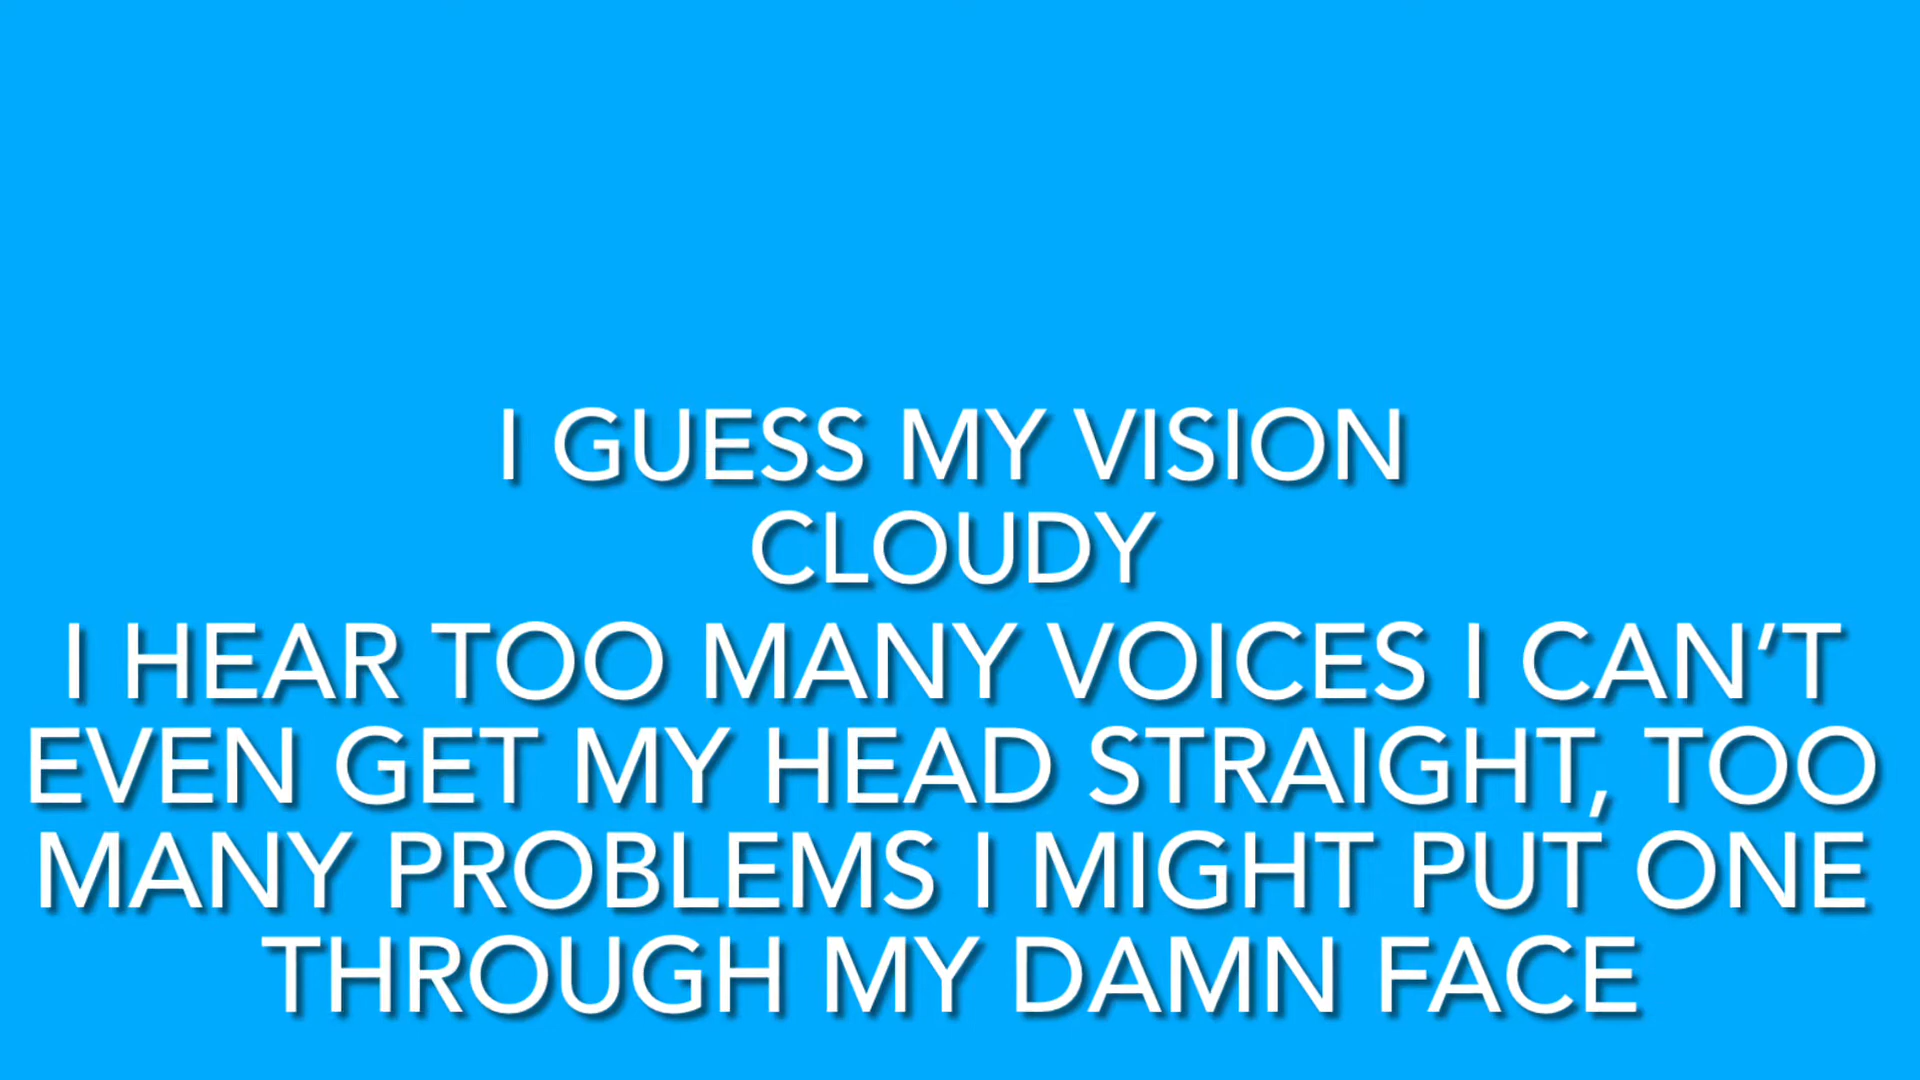 I GUESS MY VISION
CLOUDY
I HEAR TOO MANY VOICES I CAN’T
EVEN GET MY HEAD STRAIGHT, TOO
MANY PROBLEMS I MIGHT PUT ONE
THROUGH MY DAMN FACE